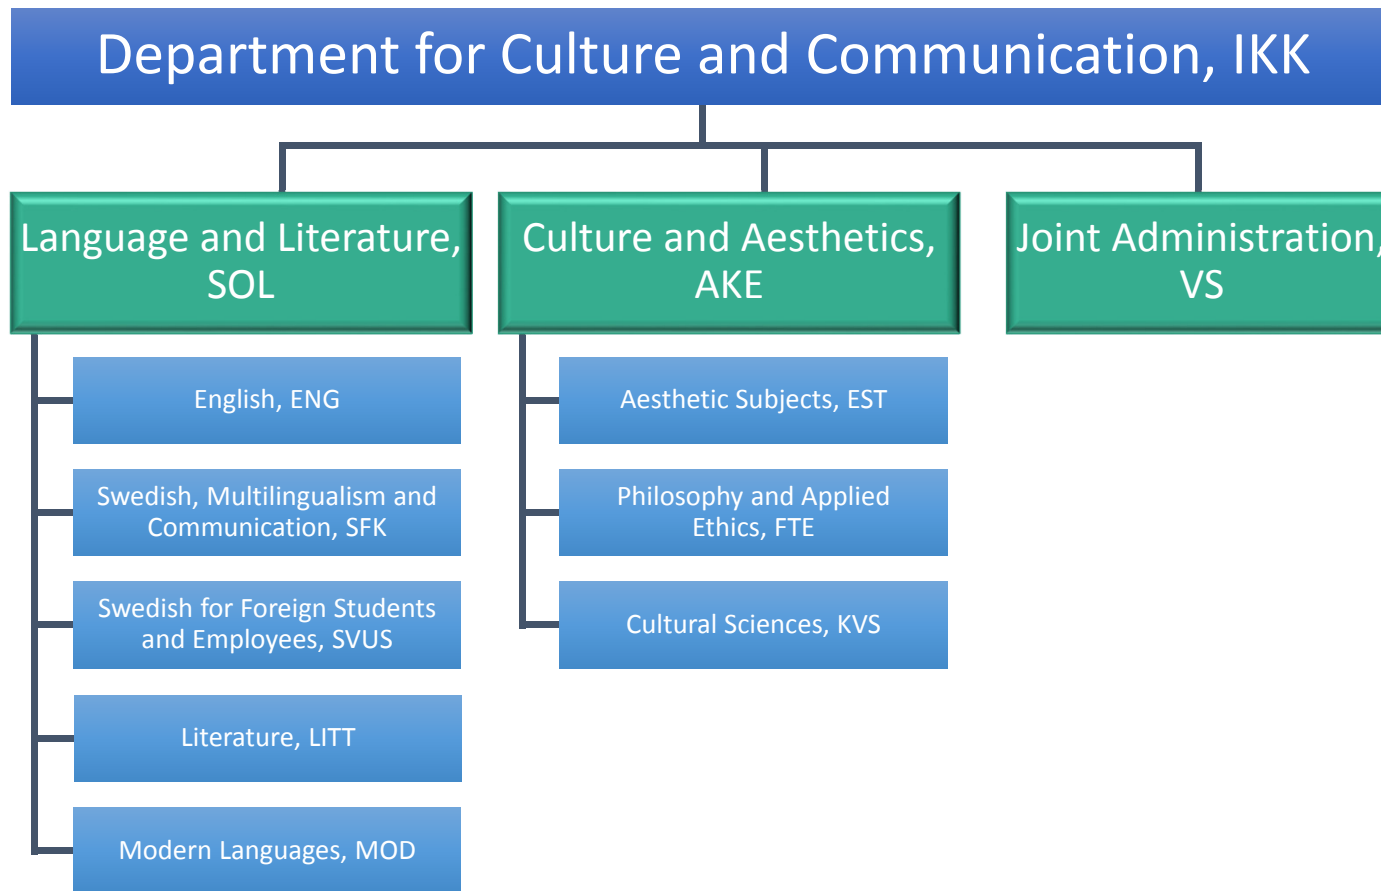 Department for Culture and Communication, IKK
Language and Literature,
SOL
Culture and Aesthetics,
AKE
Joint Administration,
VS
English, ENG
Swedish, Multilingualism and
Communication, SFK
Swedish for Foreign Students
and Employees, SVUS
Literature, LITT
Modern Languages, MOD
Aesthetic Subjects, EST
Philosophy and Applied
Ethics, FTE
Cultural Sciences, KVS